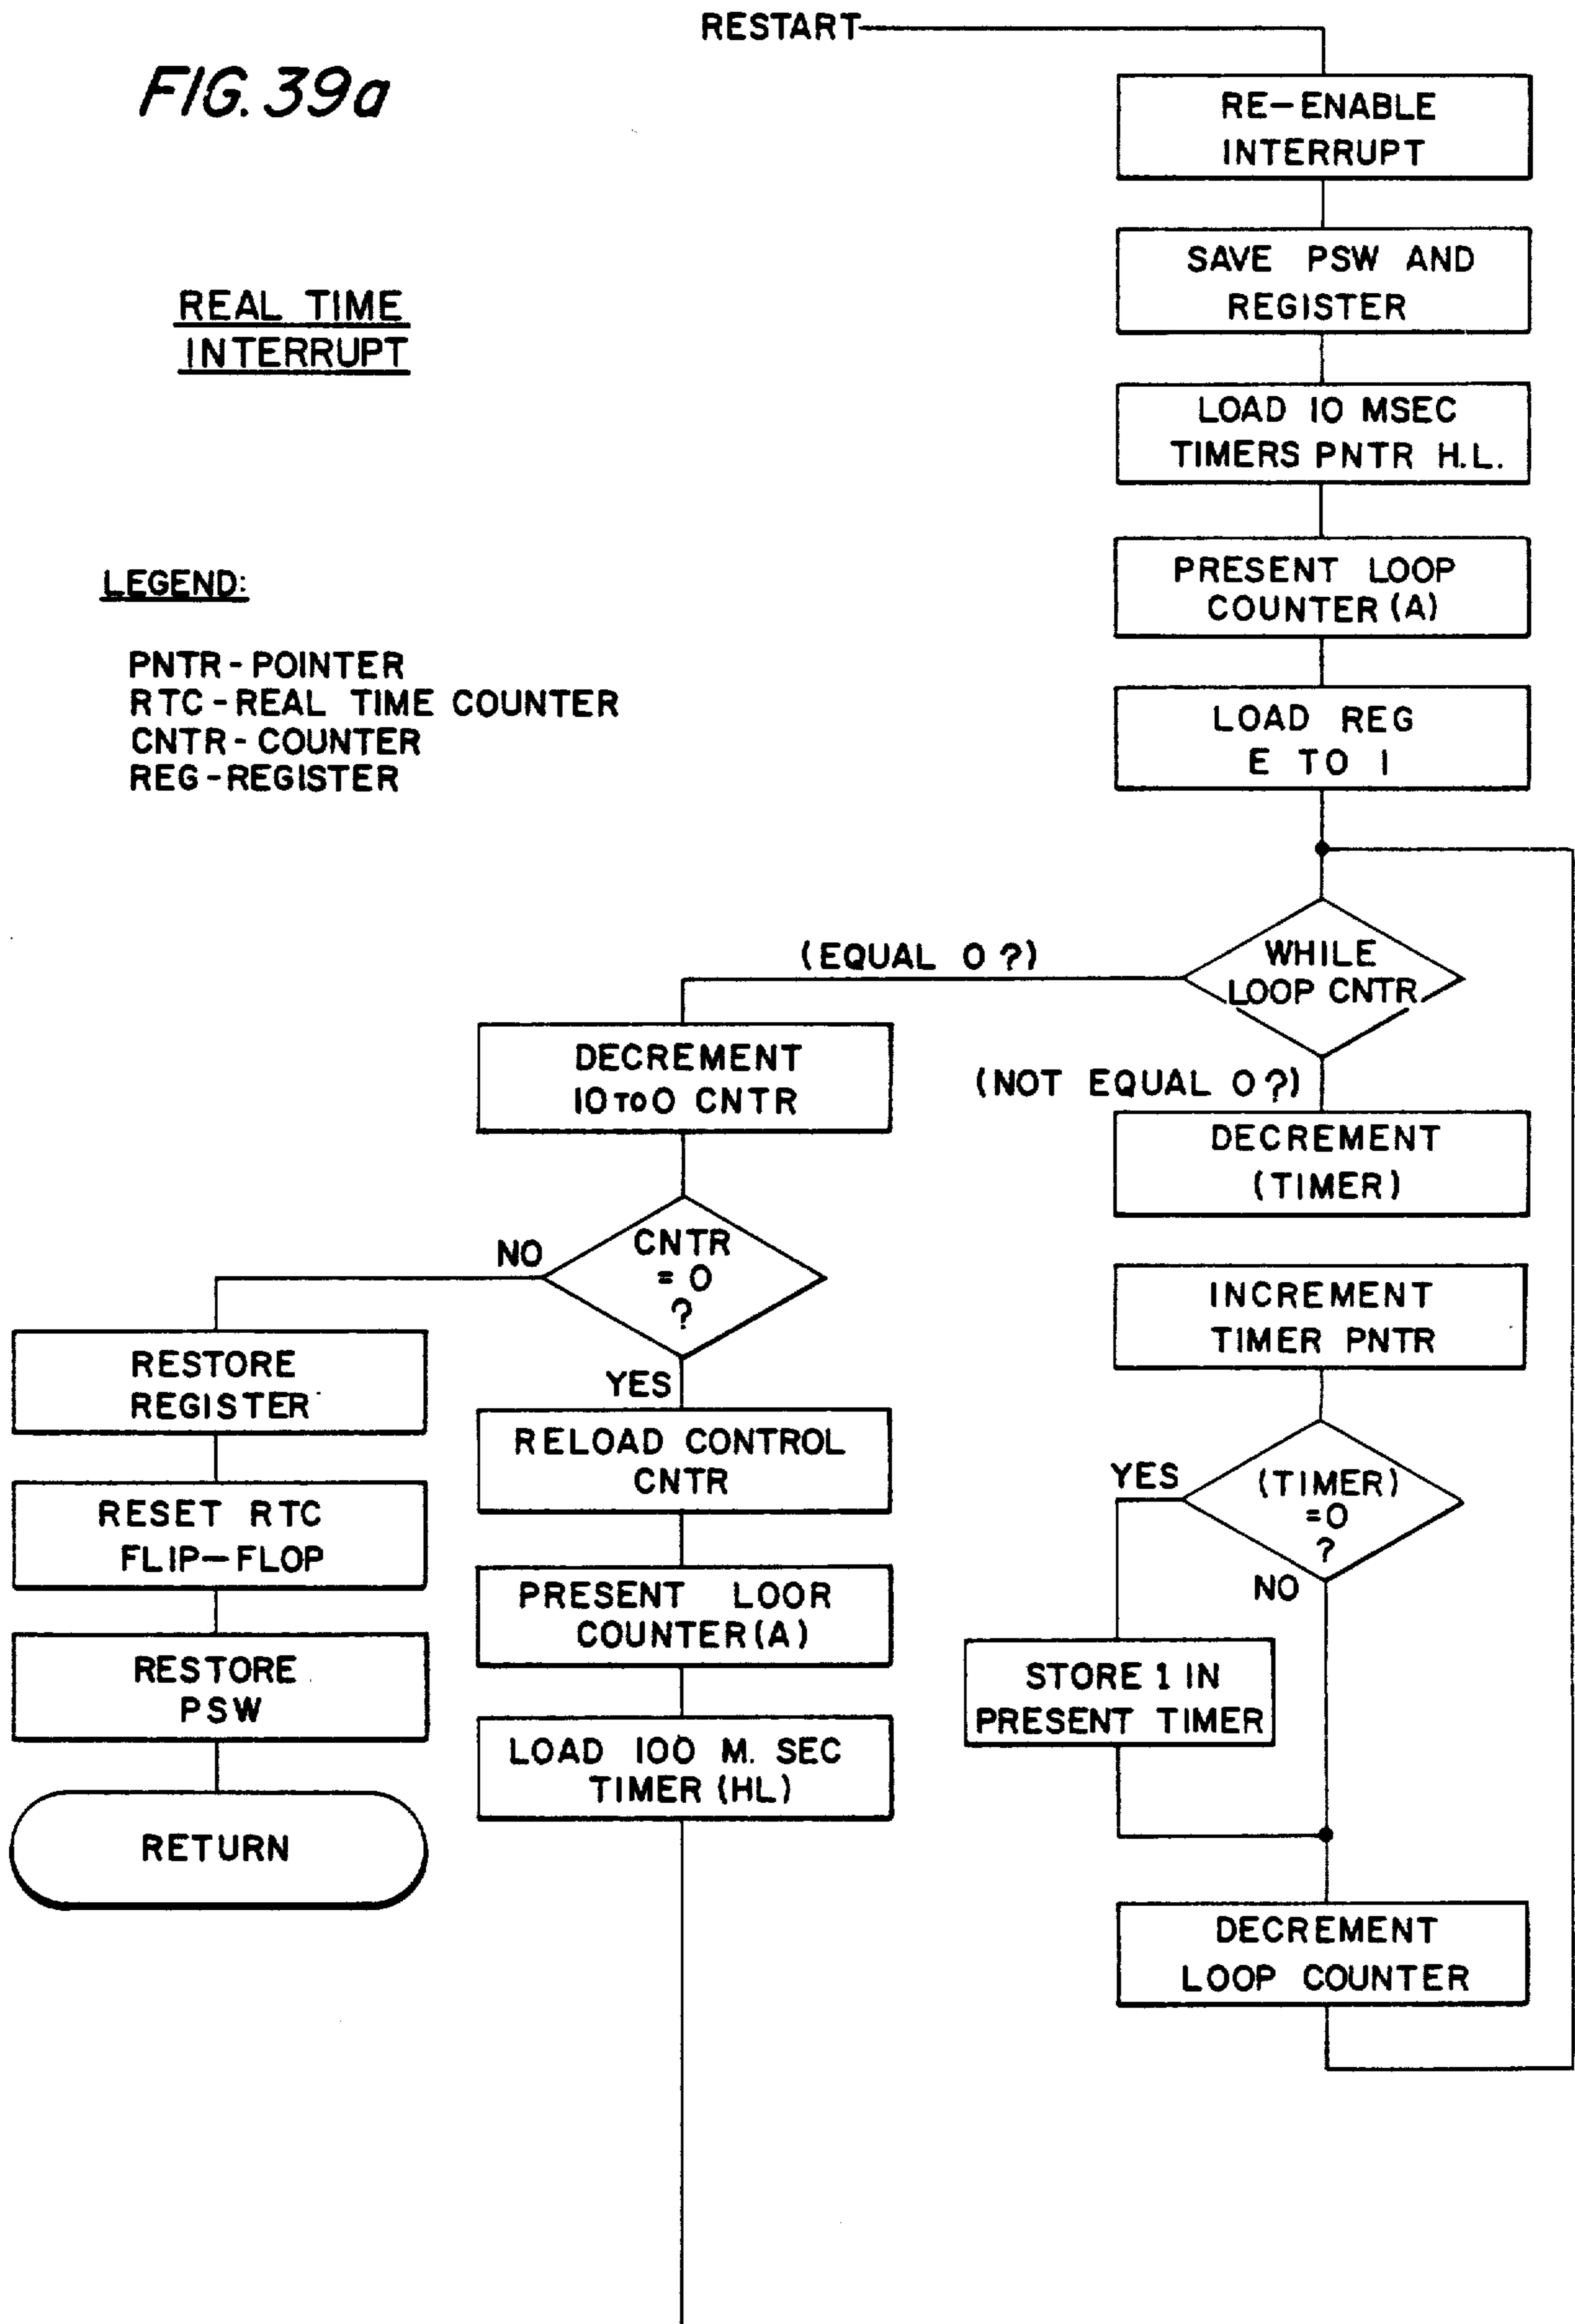 RESTART
FIG. 39a
REAL TIME
INTERRUPT
LEGEND:
PNTR - POINTER
RTC - REAL TIME COUNTER
CNTR - COUNTER
REG - REGISTER
RE-ENABLE
INTERRUPT
SAVE PSW AND
REGISTER
LOAD 10 MSEC
TIMERS PNTR H.L.
PRESENT LOOP
COUNTER (A)
LOAD REG
E TO 1
WHILE
LOOP CNTR
(EQUAL 0 ?)
(NOT EQUAL 0 ?)
DECREMENT
(TIMER)
INCREMENT
TIMER PNTR
(TIMER)
=0
?
YES
NO
STORE 1 IN
PRESENT TIMER
DECREMENT
LOOP COUNTER
DECREMENT
10 TO 0 CNTR
CNTR
= 0
?
NO
YES
RELOAD CONTROL
CNTR
PRESENT LOOR
COUNTER (A)
LOAD 100 M. SEC
TIMER (HL)
RESTORE
REGISTER
RESET RTC
FLIP-FLOP
RESTORE
PSW
RETURN